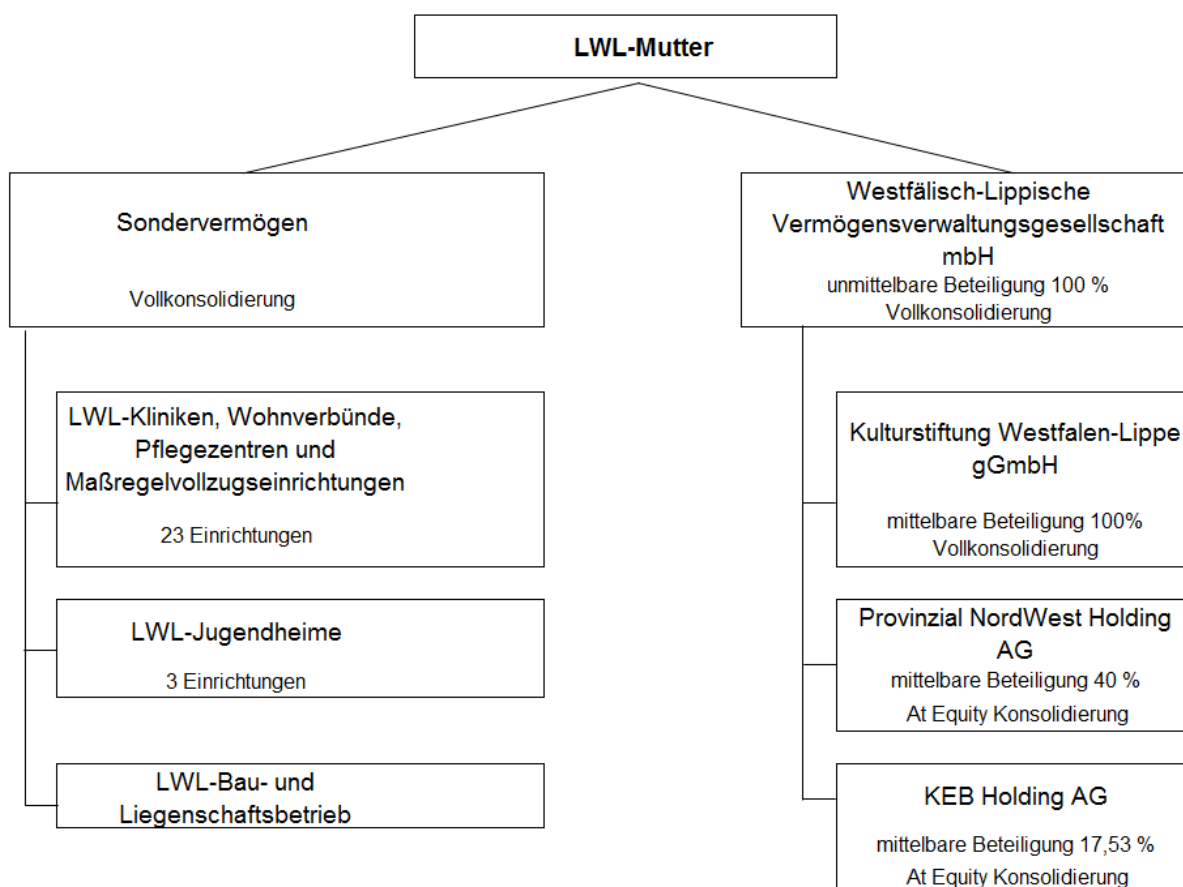 LWL-Mutter
Sondervermögen
Vollkonsolidierung
LWL-Kliniken, Wohnverbünde,
Pflegezentren und
Maßregelvollzugseinrichtungen
23 Einrichtungen
LWL-Jugendheime
3 Einrichtungen
LWL-Bau- und
Liegenschaftsbetrieb
Westfälisch-Lippische
Vermögensverwaltungsgesellschaft
mbH
unmittelbare Beteiligung 100 %
Vollkonsolidierung
Kulturstiftung Westfalen-Lippe
gGmbH
mittelbare Beteiligung 100%
Vollkonsolidierung
Provinzial NordWest Holding
AG
mittelbare Beteiligung 40 %
At Equity Konsolidierung
KEB Holding AG
mittelbare Beteiligung 17,53 %
At Equity Konsolidierung